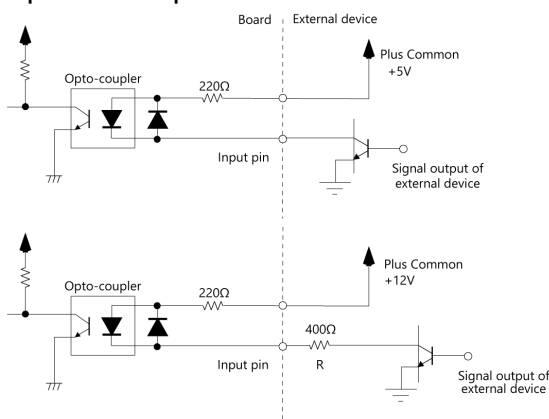 Board
External device
Plus Common
+5V
220Ω
Opto-coupler
Input pin
Signal output of
external device
Plus Common
+12V
220Ω
Opto-coupler
400Ω
Input pin
R
Signal output of
external device